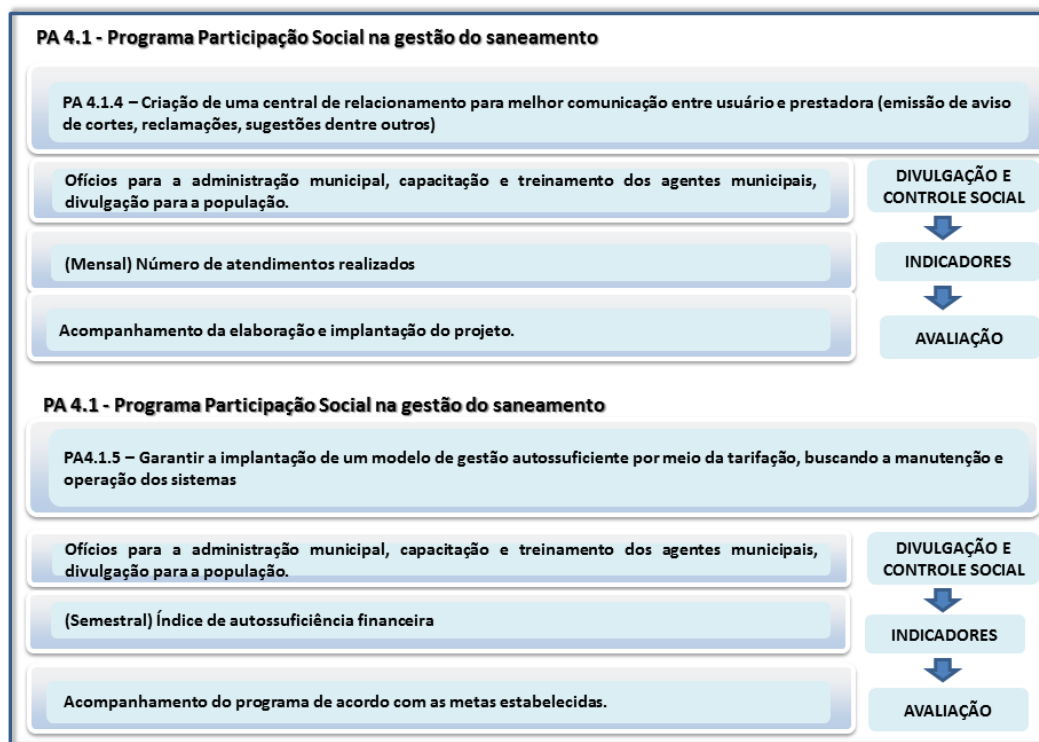 PA 4.1 - Programa Participação Social na gestão do saneamento
PA 4.1.4 – Criação de uma central de relacionamento para melhor comunicação entre usuário e prestadora (emissão de aviso
de cortes, reclamações, sugestões dentre outros)
Ofícios para a administração municipal, capacitação e treinamento dos agentes municipais,
divulgação para a população.
DIVULGAÇÃO E
CONTROLE SOCIAL
(Mensal) Número de atendimentos realizados
INDICADORES
Acompanhamento da elaboração e implantação do projeto.
AVALIAÇÃO
PA 4.1 - Programa Participação Social na gestão do saneamento
PA4.1.5 – Garantir a implantação de um modelo de gestão autossuficiente por meio da tarifação, buscando a manutenção e
operação dos sistemas
Ofícios para a administração municipal, capacitação e treinamento dos agentes municipais,
divulgação para a população.
DIVULGAÇÃO E
CONTROLE SOCIAL
(Semestral) Índice de autossuficiência financeira
INDICADORES
Acompanhamento do programa de acordo com as metas estabelecidas.
AVALIAÇÃO